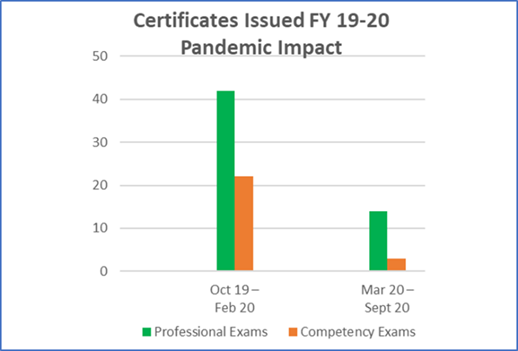 Certificates Issued FY 19-20
Pandemic Impact
50
40
30
20
10
0
Oct 19 – Mar 20 –
Feb 20 Sept 20
Professional Exams Competency Exams